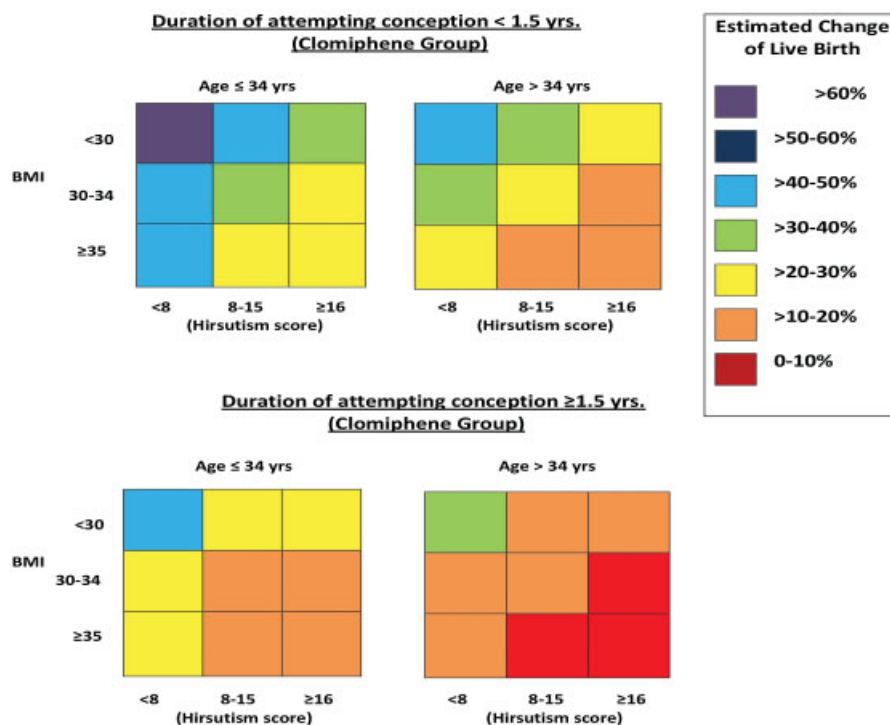 Duration of attempting conception < 1.5 yrs.
(Clomiphene Group)
Age ≤ 34 yrs
Age > 34 yrs
<30
BMI
30-34
≥35
<8 8-15 ≥16
(Hirsutism score)
<8 8-15 ≥16
(Hirsutism score)
Estimated Change
of Live Birth
>60%
>50-60%
>40-50%
>30-40%
>20-30%
>10-20%
0-10%
Duration of attempting conception ≥1.5 yrs.
(Clomiphene Group)
Age ≤ 34 yrs
Age > 34 yrs
<30
BMI
30-34
≥35
<8 8-15 ≥16
(Hirsutism score)
<8 8-15 ≥16
(Hirsutism score)